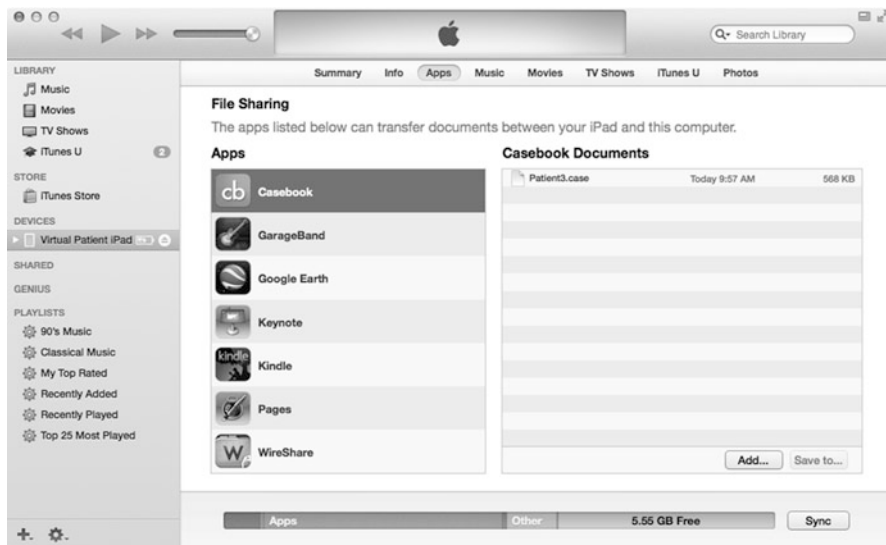 Search Library
LIBRARY
Music
Movies
TV Shows
iTunes U 2
STORE
iTunes Store
DEVICES
Virtual Patient iPad
SHARED
GENIUS
PLAYLISTS
90's Music
Classical Music
My Top Rated
Recently Added
Recently Played
Top 25 Most Played
Summary Info Apps Music Movies TV Shows iTunes U Photos
File Sharing
The apps listed below can transfer documents between your iPad and this computer.
Apps
cb Casebook
GarageBand
Google Earth
Keynote
kindle Kindle
Pages
W WireShare
Casebook Documents
Patient3.case Today 9:57 AM 568 KB
Add... Save to...
Apps Other 5.55 GB Free Sync